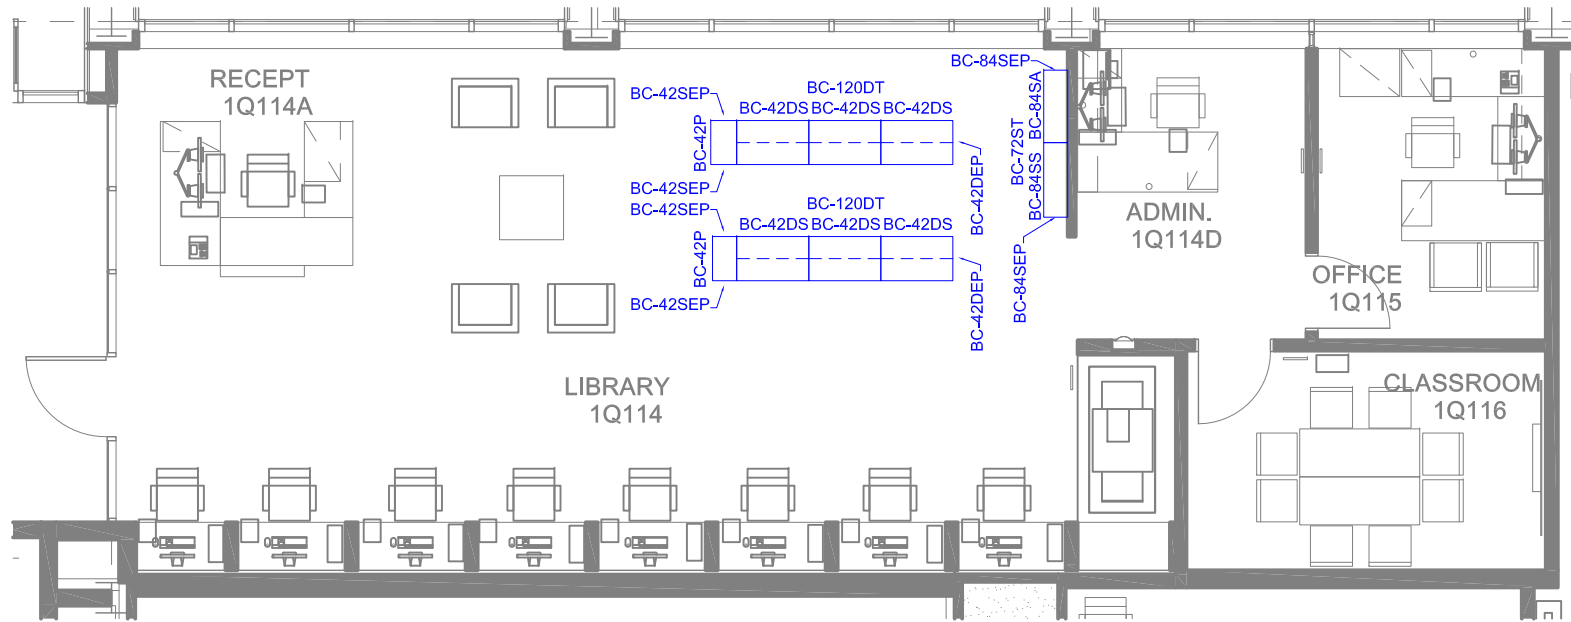 RECEPT
1Q114A
BC-84SEP
BC-42SEP
BC-120DT
BC-42DS BC-42DS BC-42DS
BC-42P
BC-84SA
BC-72ST
BC-84SS
BC-42SEP
BC-42DEP
BC-42SEP
BC-120DT
BC-42DS BC-42DS BC-42DS
BC-42P
BC-42SEP
BC-42DEP
BC-84SEP
ADMIN.
1Q114D
OFFICE
1Q115
LIBRARY
1Q114
CLASSROOM
1Q116